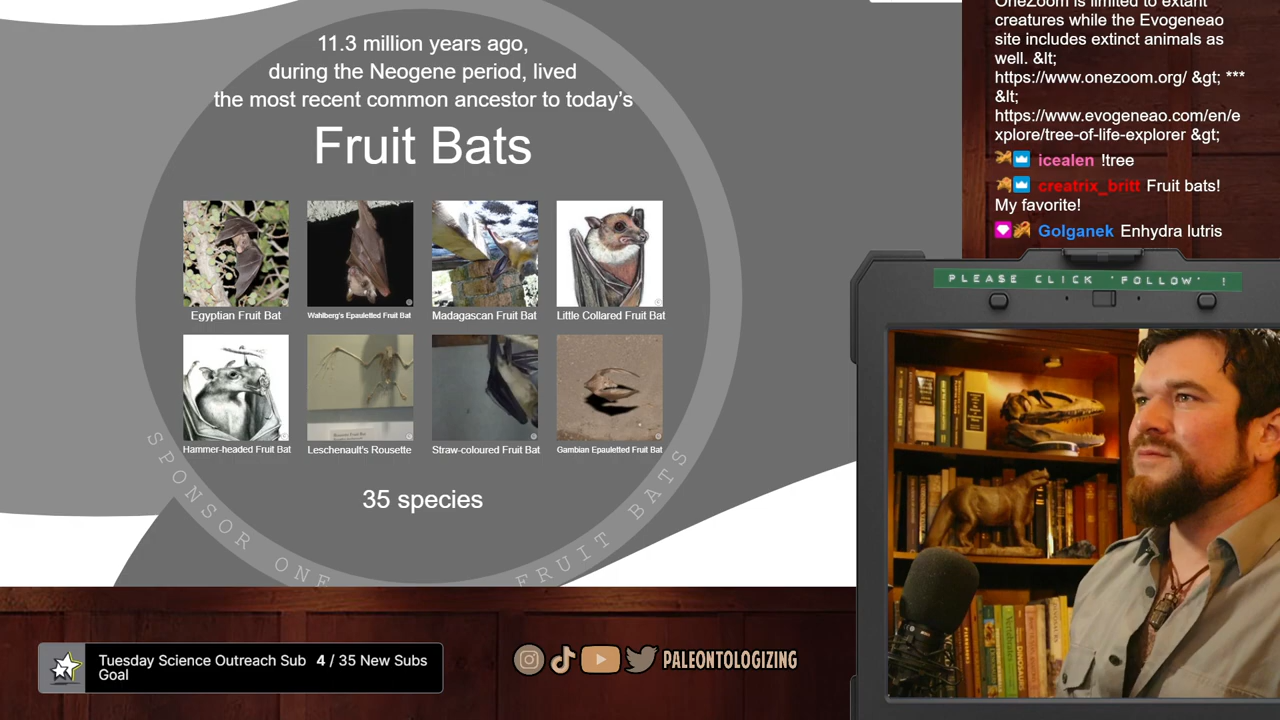 11.3 million years ago,
during the Neogene period, lived
the most recent common ancestor to today's
Fruit Bats
Egyptian Fruit Bat
Wahlberg's Epauletted Fruit Bat
Madagascan Fruit Bat
Little Collared Fruit Bat
Hammer-headed Fruit Bat
Leschenault's Rousette
Straw-coloured Fruit Bat
Gambian Epauletted Fruit Bat
35 species
SPONSOR ONE
FRUIT BATS
OneZoom is limited to extant
creatures while the Evogeneao
site includes extinct animals as
well. &lt;
https://www.onezoom.org/ &gt; ***
&lt;
https://www.evogeneao.com/en/e
xplore/tree-of-life-explorer &gt;
icealen !tree
creatrix_britt Fruit bats!
My favorite!
Golganek Enhydra lutris
PLEASE CLICK 'FOLLOW' !
Tuesday Science Outreach Sub 4 / 35 New Subs
Goal
PALEONTOLOGIZING